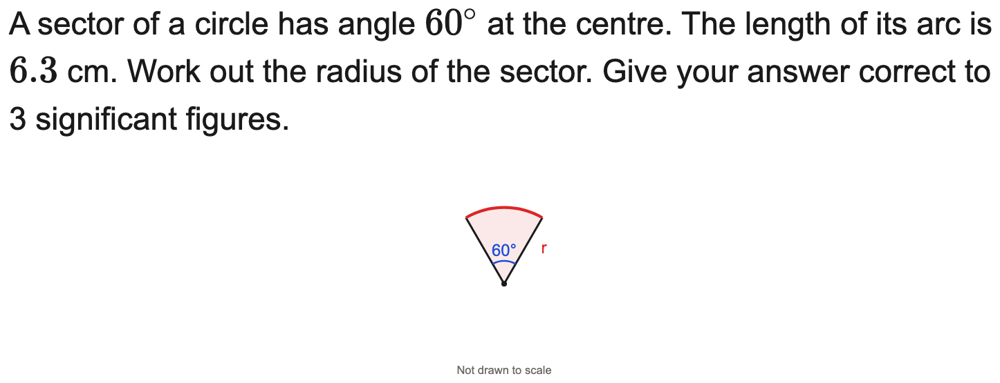 A sector of a circle has angle 60° at the centre. The length of its arc is
6.3 cm. Work out the radius of the sector. Give your answer correct to
3 significant figures.
60°
r
Not drawn to scale